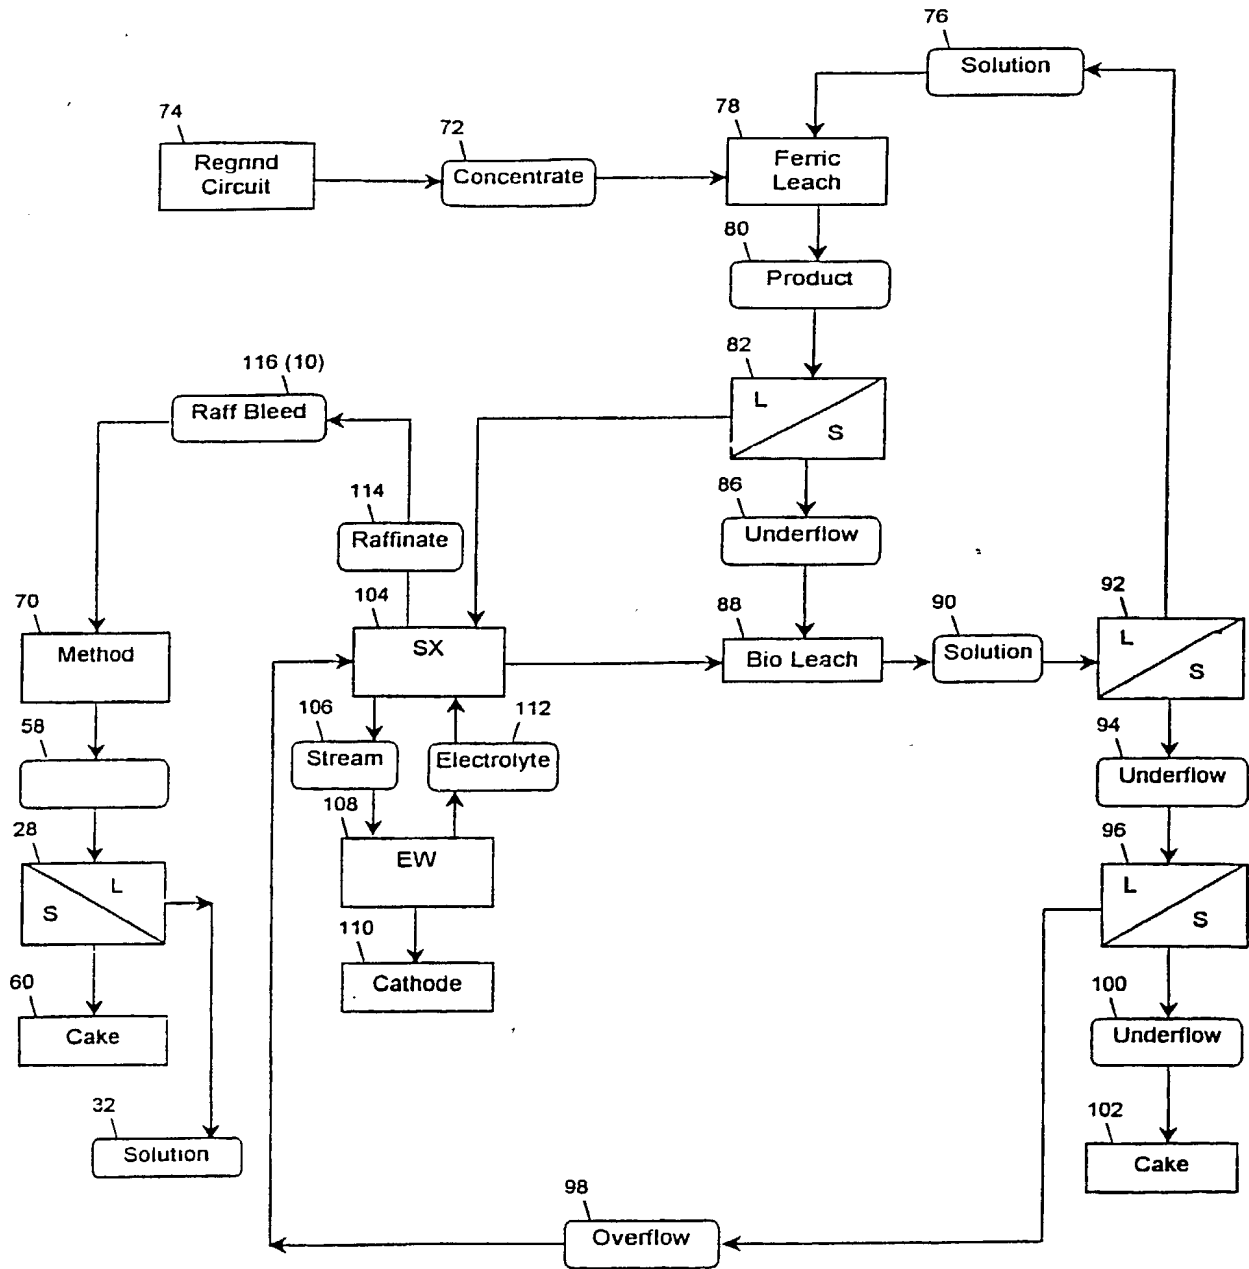 76
Solution
74
Regrind
Circuit
72
Concentrate
78
Ferric
Leach
80
Product
82
L
S
116 (10)
Raff Bleed
114
Raffinate
86
Underflow
70
Method
104
SX
88
Bio Leach
90
Solution
92
L
S
58
106
Stream
112
Electrolyte
94
Underflow
28
L
S
108
EW
96
L
S
110
Cathode
60
Cake
100
Underflow
32
Solution
102
Cake
98
Overflow